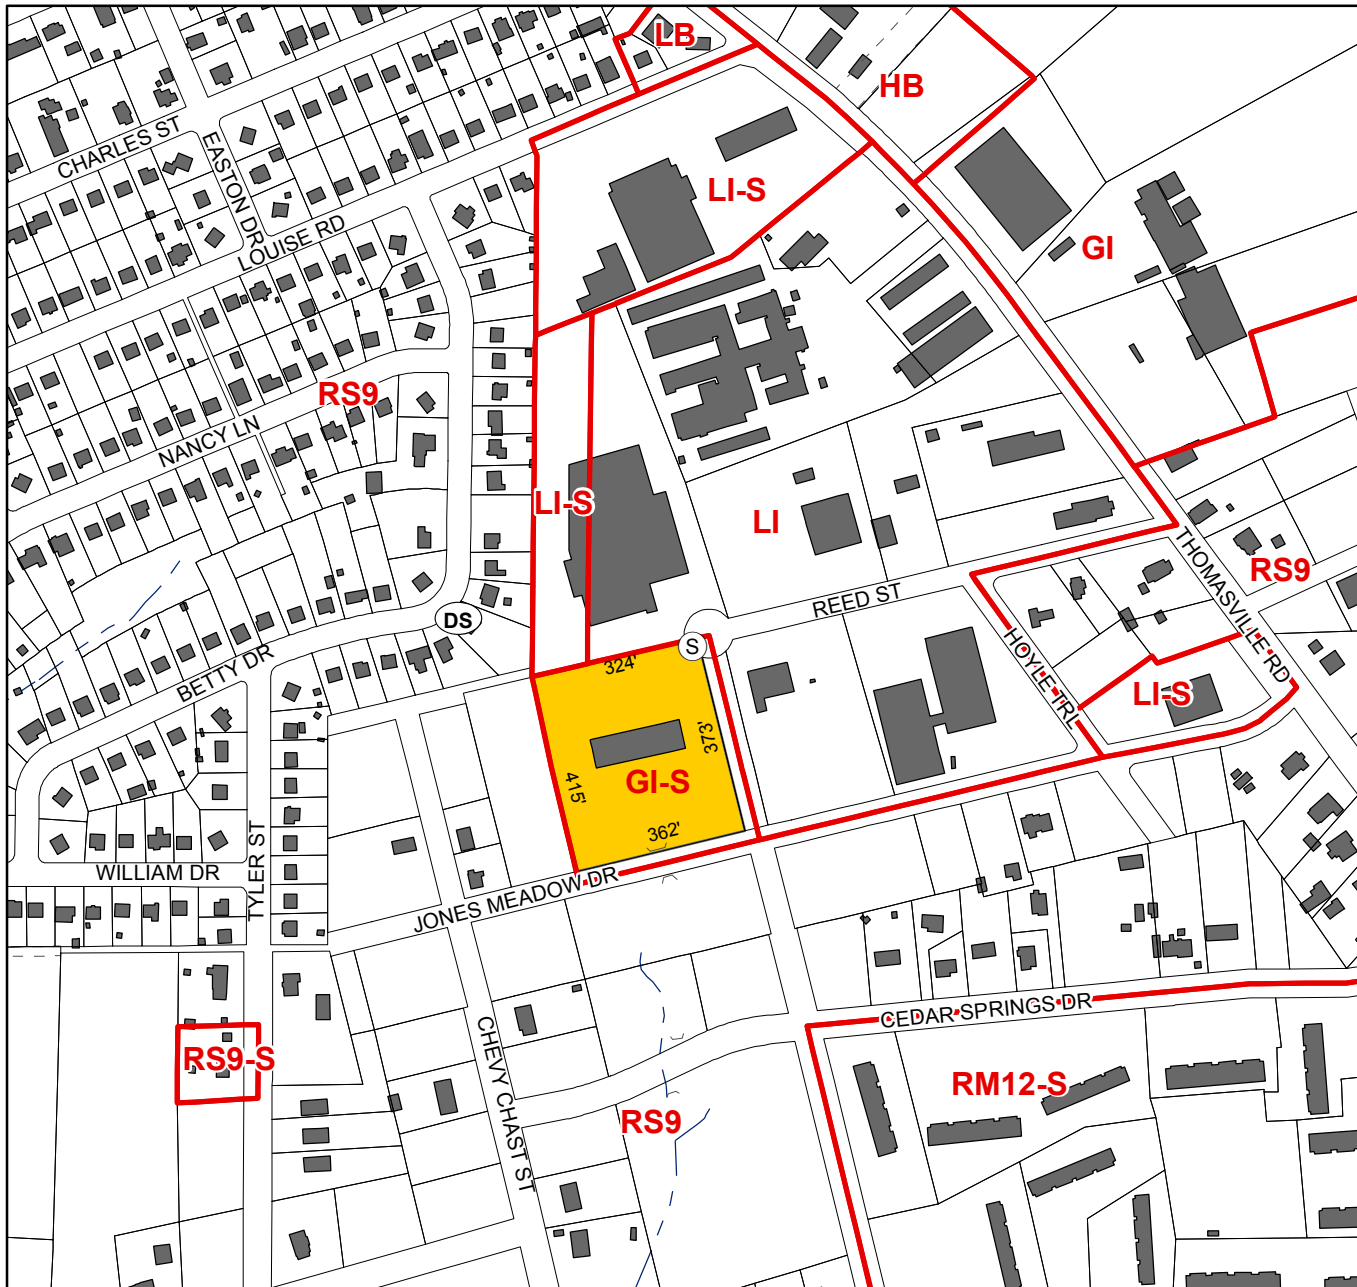 LB
HB
CHARLES ST
EASTON DR
LI-S
LOUISE RD
GI
RS9
NANCY LN
LI-S
LI
THOMASVILLE RD
RS9
REED ST
DS
HOYLE TRL
S
324'
BETTY DR
LI-S
373'
GI-S
415'
362'
TYLER ST
WILLIAM DR
JONES MEADOW DR
CEDAR SPRINGS DR
CHEVY CHAST ST
RS9-S
RM12-S
RS9